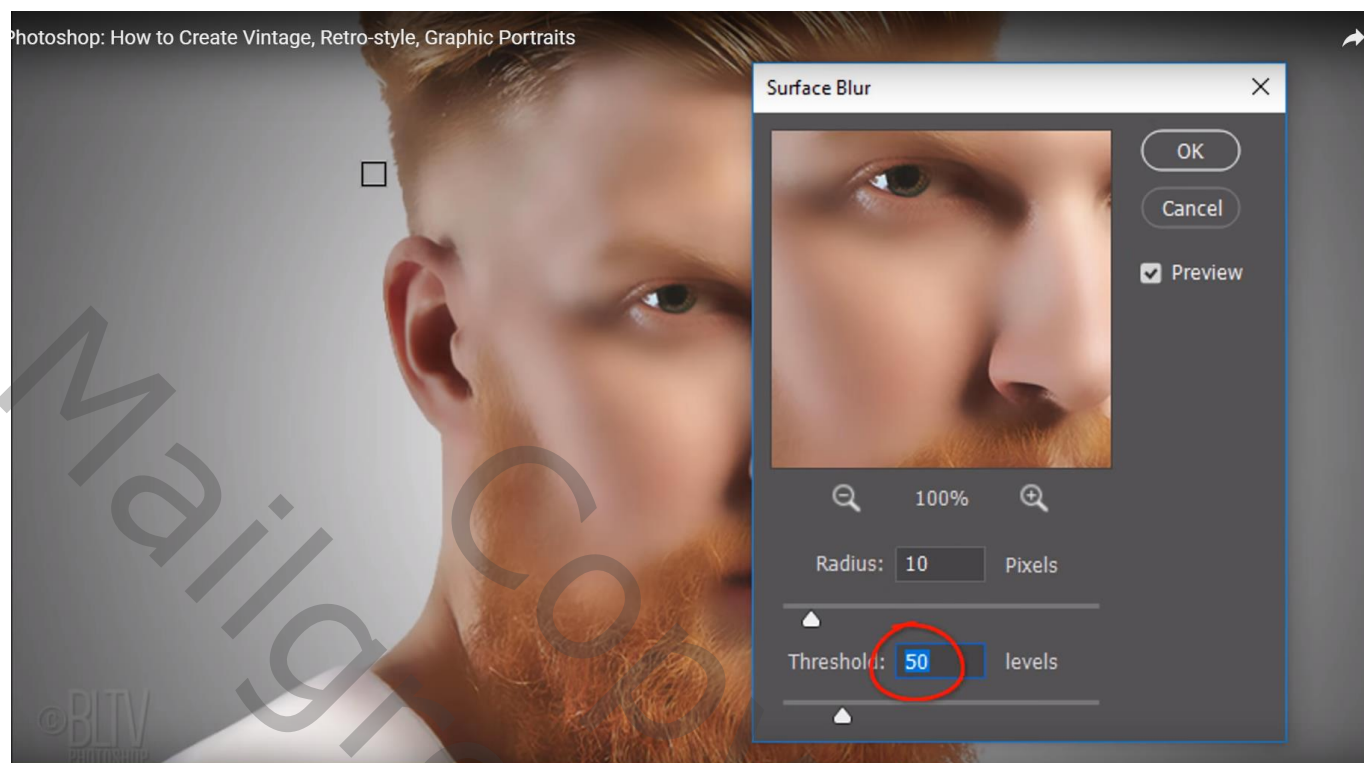 Photoshop: How to Create Vintage, Retro-style, Graphic Portraits
Surface Blur
OK
Cancel
Preview
100%
Radius: 10 Pixels
Threshold: 50 levels
©BLTV
PHOTOSHOP